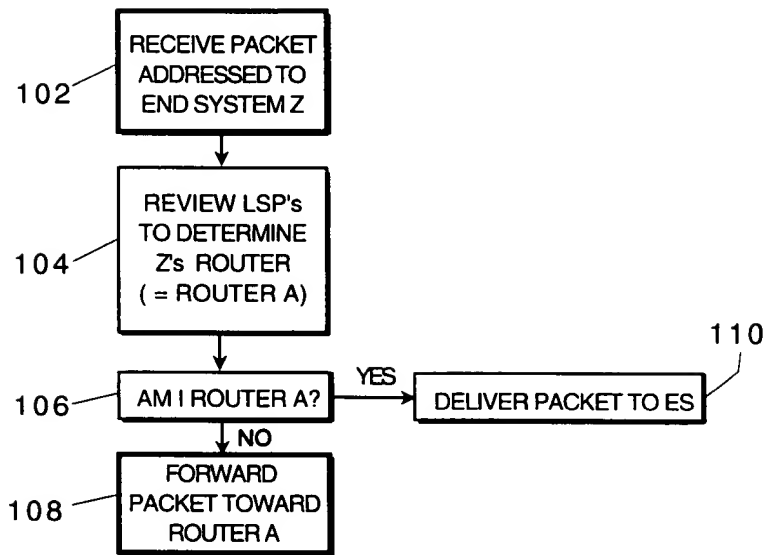 102
RECEIVE PACKET
ADDRESSED TO
END SYSTEM Z
104
REVIEW LSP's
TO DETERMINE
Z's ROUTER
( = ROUTER A)
106
AM I ROUTER A?
YES
110
DELIVER PACKET TO ES
NO
108
FORWARD
PACKET TOWARD
ROUTER A